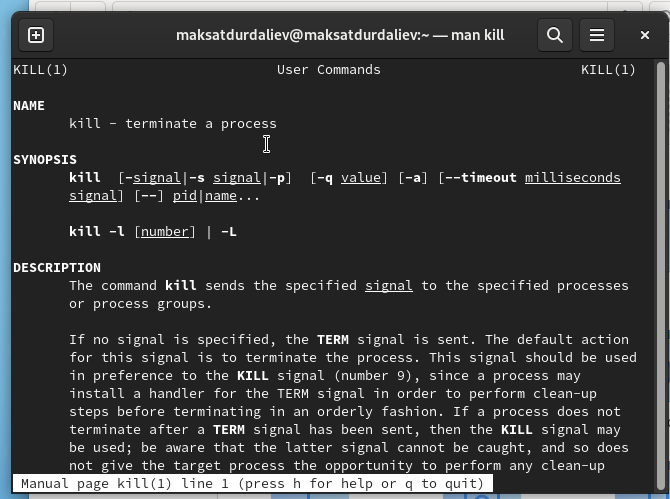 maksatdurdaliev@maksatdurdaliev:~ — man kill
KILL(1) User Commands KILL(1)
NAME
kill - terminate a process
SYNOPSIS
kill [-signal|-s signal|-p] [-q value] [-a] [--timeout milliseconds
signal] [--] pid|name...
kill -l [number] | -L
DESCRIPTION
The command kill sends the specified signal to the specified processes
or process groups.
If no signal is specified, the TERM signal is sent. The default action
for this signal is to terminate the process. This signal should be used
in preference to the KILL signal (number 9), since a process may
install a handler for the TERM signal in order to perform clean-up
steps before terminating in an orderly fashion. If a process does not
terminate after a TERM signal has been sent, then the KILL signal may
be used; be aware that the latter signal cannot be caught, and so does
not give the target process the opportunity to perform any clean-up
Manual page kill(1) line 1 (press h for help or q to quit)